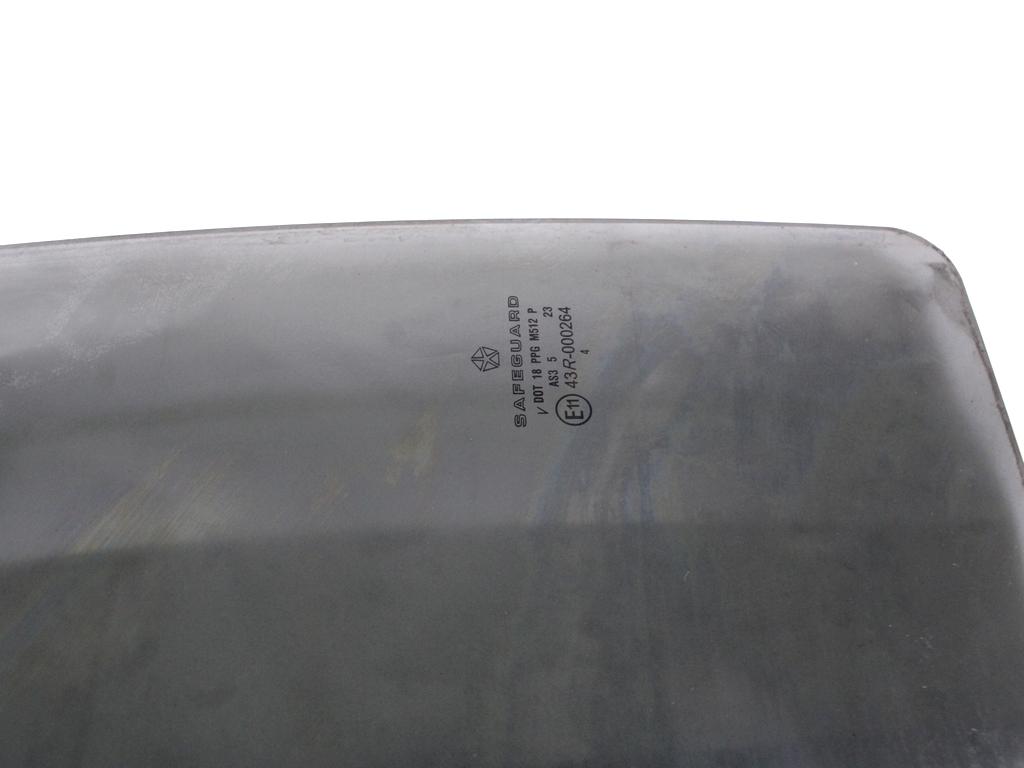 SAFEGUARD
V DOT 18 PPG M512 P
AS3 5 23
E11 43R-000264
4